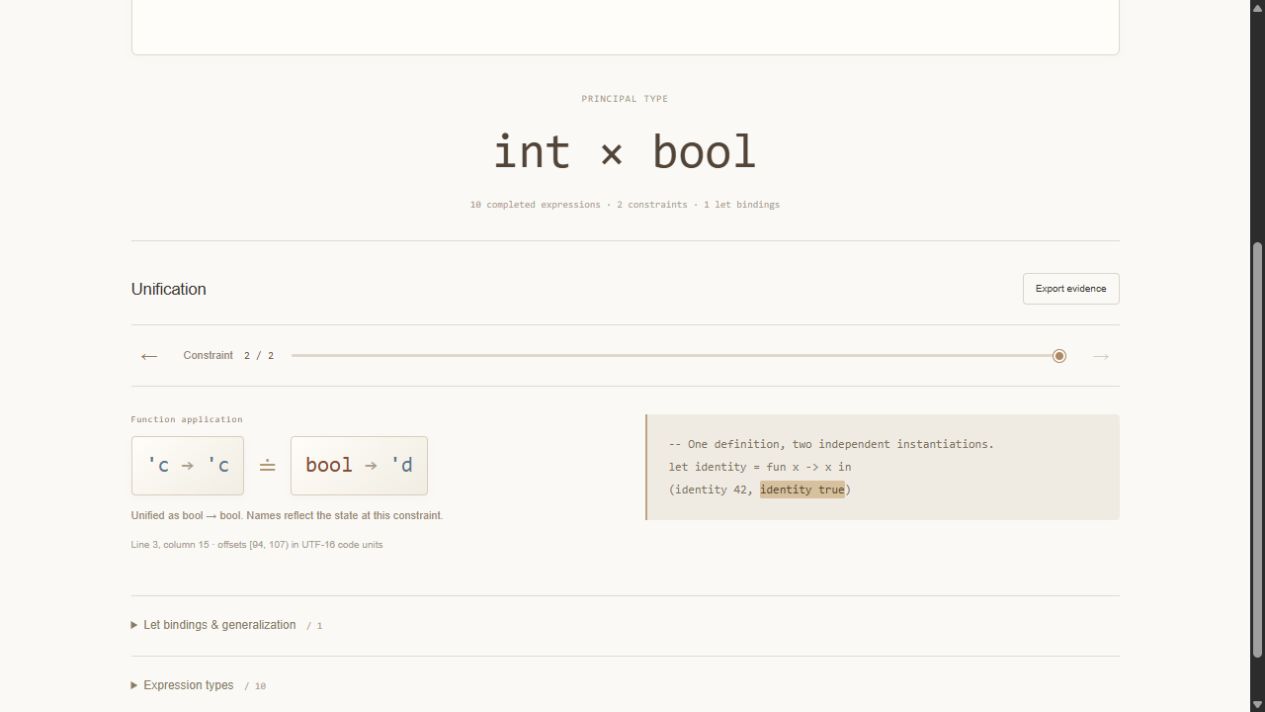 PRINCIPAL TYPE
int × bool
10 completed expressions · 2 constraints · 1 let bindings
Unification
Export evidence
← Constraint 2 / 2 →
Function application
'c → 'c ≐ bool → 'd
Unified as bool → bool. Names reflect the state at this constraint.
Line 3, column 15 · offsets [94, 107) in UTF-16 code units
-- One definition, two independent instantiations.
let identity = fun x -> x in
(identity 42, identity true)
▶ Let bindings & generalization / 1
▶ Expression types / 10